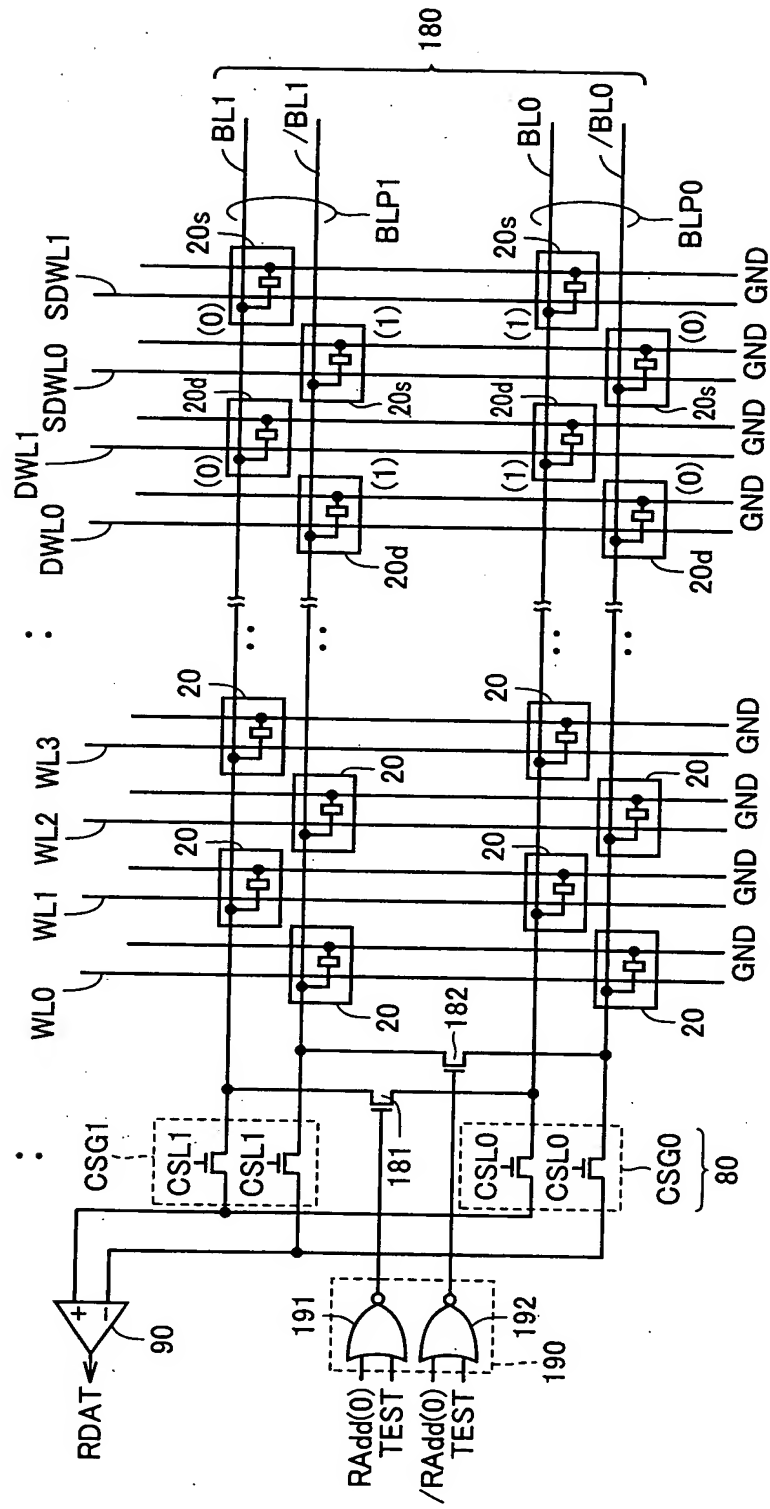 WL0
WL1
WL2
WL3
:
:
DWL0
DWL1
SDWL0
SDWL1
CSG1
CSL1
CSL1
20
20
20
20
(0)
20d
(0)
20s
BL1
:
:
20d
(1)
20s
(1)
/BL1
BLP1
180
RDAT
+
-
90
181
182
191
192
190
RAdd(0)
TEST
/RAdd(0)
TEST
CSL0
CSL0
CSG0
80
20
20
20
20
(1)
20d
(1)
20s
BL0
:
:
20d
(0)
20s
(0)
/BL0
BLP0
GND
GND
GND
GND
GND
GND
GND
GND